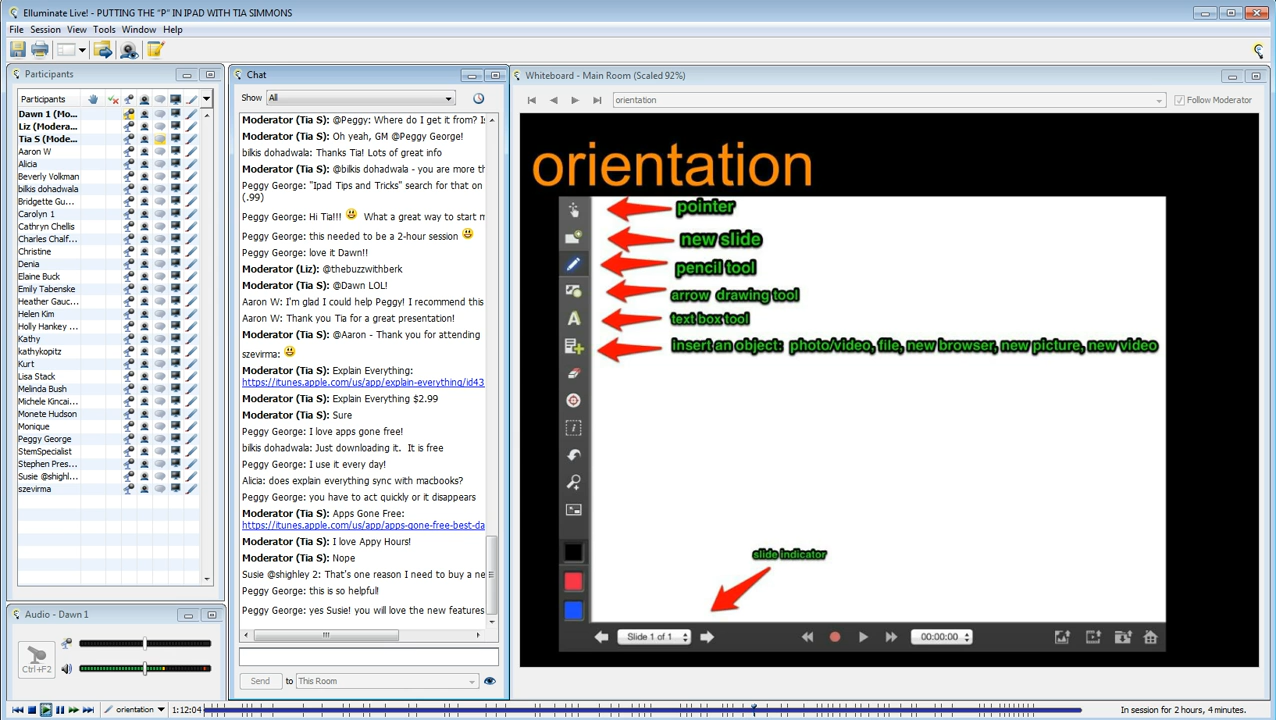 Elluminate Live! - PUTTING THE "P" IN IPAD WITH TIA SIMMONS
File Session View Tools Window Help
Participants
Participants
Dawn 1 (Mo...
Liz (Modera...
Tia S (Mode...
Aaron W
Alicia
Beverly Volkman
bilkis dohadwala
Bridgette Gu...
Carolyn 1
Cathryn Chellis
Charles Chalf...
Christine
Denia
Elaine Buck
Emily Tabenske
Heather Gacc...
Helen Kim
Holly Hankey ...
Kathy
kathykopitz
Kurt
Lisa Stack
Melinda Bush
Michele Kincai...
Monete Hudson
Monique
Peggy George
StemSpecialist
Stephen Pres...
Susie @shighl...
szevirma
Audio - Dawn 1
Ctrl+F2
Chat
Show All
Moderator (Tia S): @Peggy: Where do I get it from? Is
Moderator (Tia S): Oh yeah, GM @Peggy George!
bilkis dohadwala: Thanks Tia! Lots of great info
Moderator (Tia S): @bilkis dohadwala - you are more th
Peggy George: "Ipad Tips and Tricks" search for that on
(.99)
Peggy George: Hi Tia!!! What a great way to start m
Peggy George: this needed to be a 2-hour session
Peggy George: love it Dawn!!
Moderator (Liz): @thebuzzwithberk
Moderator (Tia S): @Dawn LOL!
Aaron W: I'm glad I could help Peggy! I recommend this
Aaron W: Thank you Tia for a great presentation!
Moderator (Tia S): @Aaron - Thank you for attending
szevirma:
Moderator (Tia S): Explain Everything:
https://itunes.apple.com/us/app/explain-everything/id43
Moderator (Tia S): Explain Everything $2.99
Moderator (Tia S): Sure
Peggy George: I love apps gone free!
bilkis dohadwala: Just downloading it. It is free
Peggy George: I use it every day!
Alicia: does explain everything sync with macbooks?
Peggy George: you have to act quickly or it disappears
Moderator (Tia S): Apps Gone Free:
https://itunes.apple.com/us/app/apps-gone-free-best-da
Moderator (Tia S): I love Appy Hours!
Moderator (Tia S): Nope
Susie @shighley 2: That's one reason I need to buy a ne
Peggy George: this is so helpful!
Peggy George: yes Susie! you will love the new features
Send to This Room
Whiteboard - Main Room (Scaled 92%)
orientation
Follow Moderator
orientation
pointer
new slide
pencil tool
arrow drawing tool
text box tool
insert an object: photo/video, file, new browser, new picture, new video
slide indicator
Slide 1 of 1
00:00:00
orientation
1:12:04
In session for 2 hours, 4 minutes.